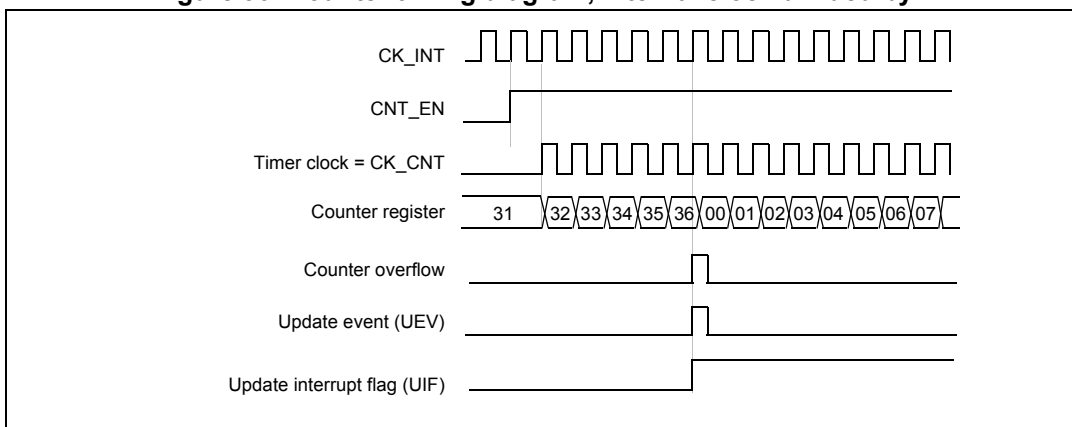 CK_INT
CNT_EN
Timer clock = CK_CNT
Counter register 31 32 33 34 35 36 00 01 02 03 04 05 06 07
Counter overflow
Update event (UEV)
Update interrupt flag (UIF)